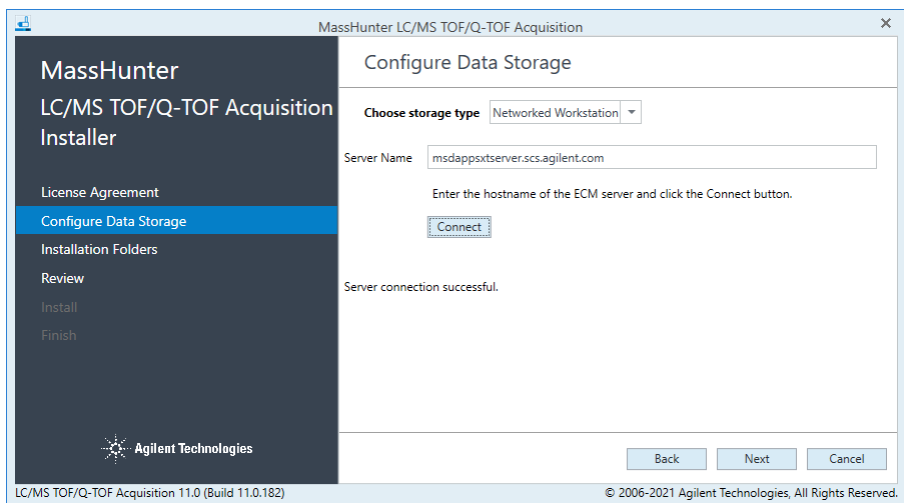 MassHunter LC/MS TOF/Q-TOF Acquisition
MassHunter
LC/MS TOF/Q-TOF Acquisition
Installer
License Agreement
Configure Data Storage
Installation Folders
Review
Install
Finish
Agilent Technologies
Configure Data Storage
Choose storage type Networked Workstation
Server Name msdappsxtserver.scs.agilent.com
Enter the hostname of the ECM server and click the Connect button.
Connect
Server connection successful.
Back Next Cancel
LC/MS TOF/Q-TOF Acquisition 11.0 (Build 11.0.182) © 2006-2021 Agilent Technologies, All Rights Reserved.